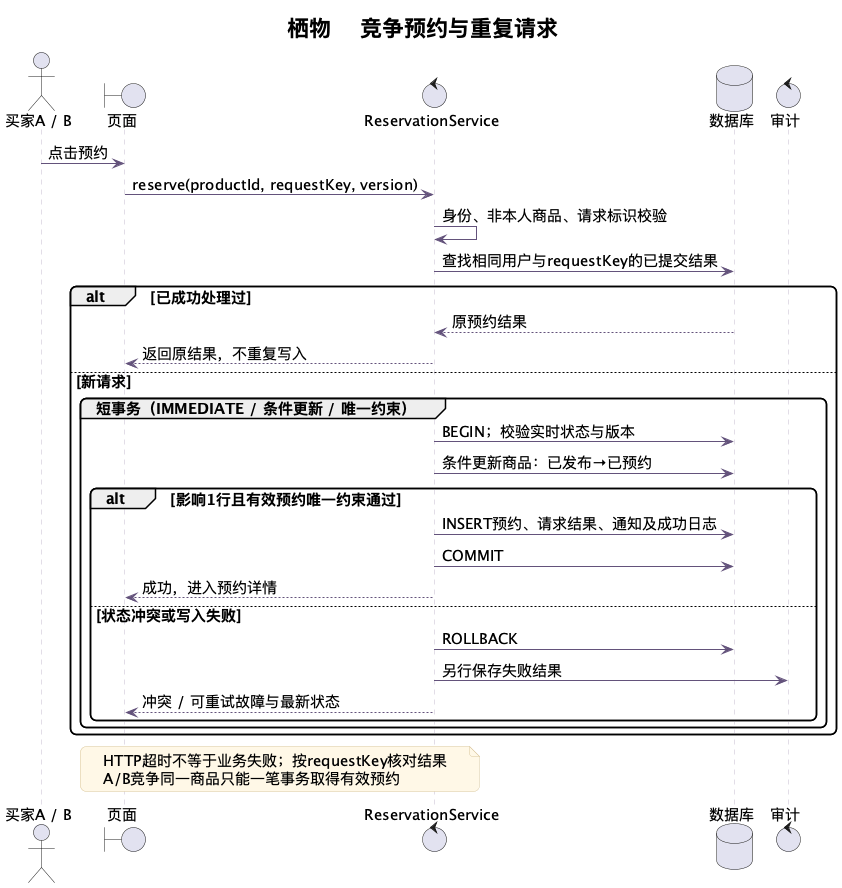 栖物 竞争预约与重复请求
买家A / B
页面
ReservationService
数据库
审计
点击预约
reserve(productId, requestKey, version)
身份、非本人商品、请求标识校验
查找相同用户与requestKey的已提交结果
alt [已成功处理过]
原预约结果
返回原结果，不重复写入
[新请求]
短事务（IMMEDIATE / 条件更新 / 唯一约束）
BEGIN；校验实时状态与版本
条件更新商品：已发布→已预约
alt [影响1行且有效预约唯一约束通过]
INSERT预约、请求结果、通知及成功日志
COMMIT
成功，进入预约详情
[状态冲突或写入失败]
ROLLBACK
另行保存失败结果
冲突 / 可重试故障与最新状态
HTTP超时不等于业务失败；按requestKey核对结果
A/B竞争同一商品只能一笔事务取得有效预约
买家A / B
页面
ReservationService
数据库
审计